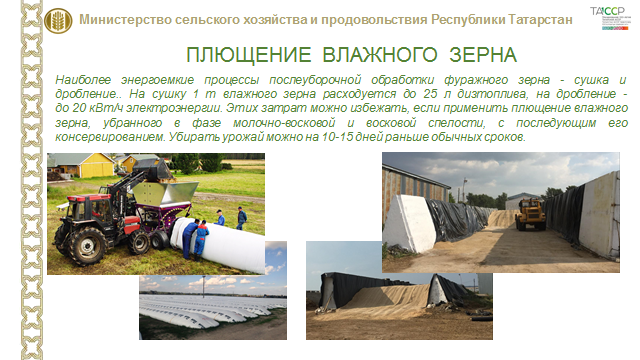 Министерство сельского хозяйства и продовольствия Республики Татарстан
ТАССР
ПЛЮЩЕНИЕ ВЛАЖНОГО ЗЕРНА
Наиболее энергоемкие процессы послеуборочной обработки фуражного зерна - сушка и
дробление.. На сушку 1 т влажного зерна расходуется до 25 л дизтоплива, на дробление -
до 20 кВт/ч электроэнергии. Этих затрат можно избежать, если применить плющение влажного
зерна, убранного в фазе молочно-восковой и восковой спелости, с последующим его
консервированием. Убирать урожай можно на 10-15 дней раньше обычных сроков.